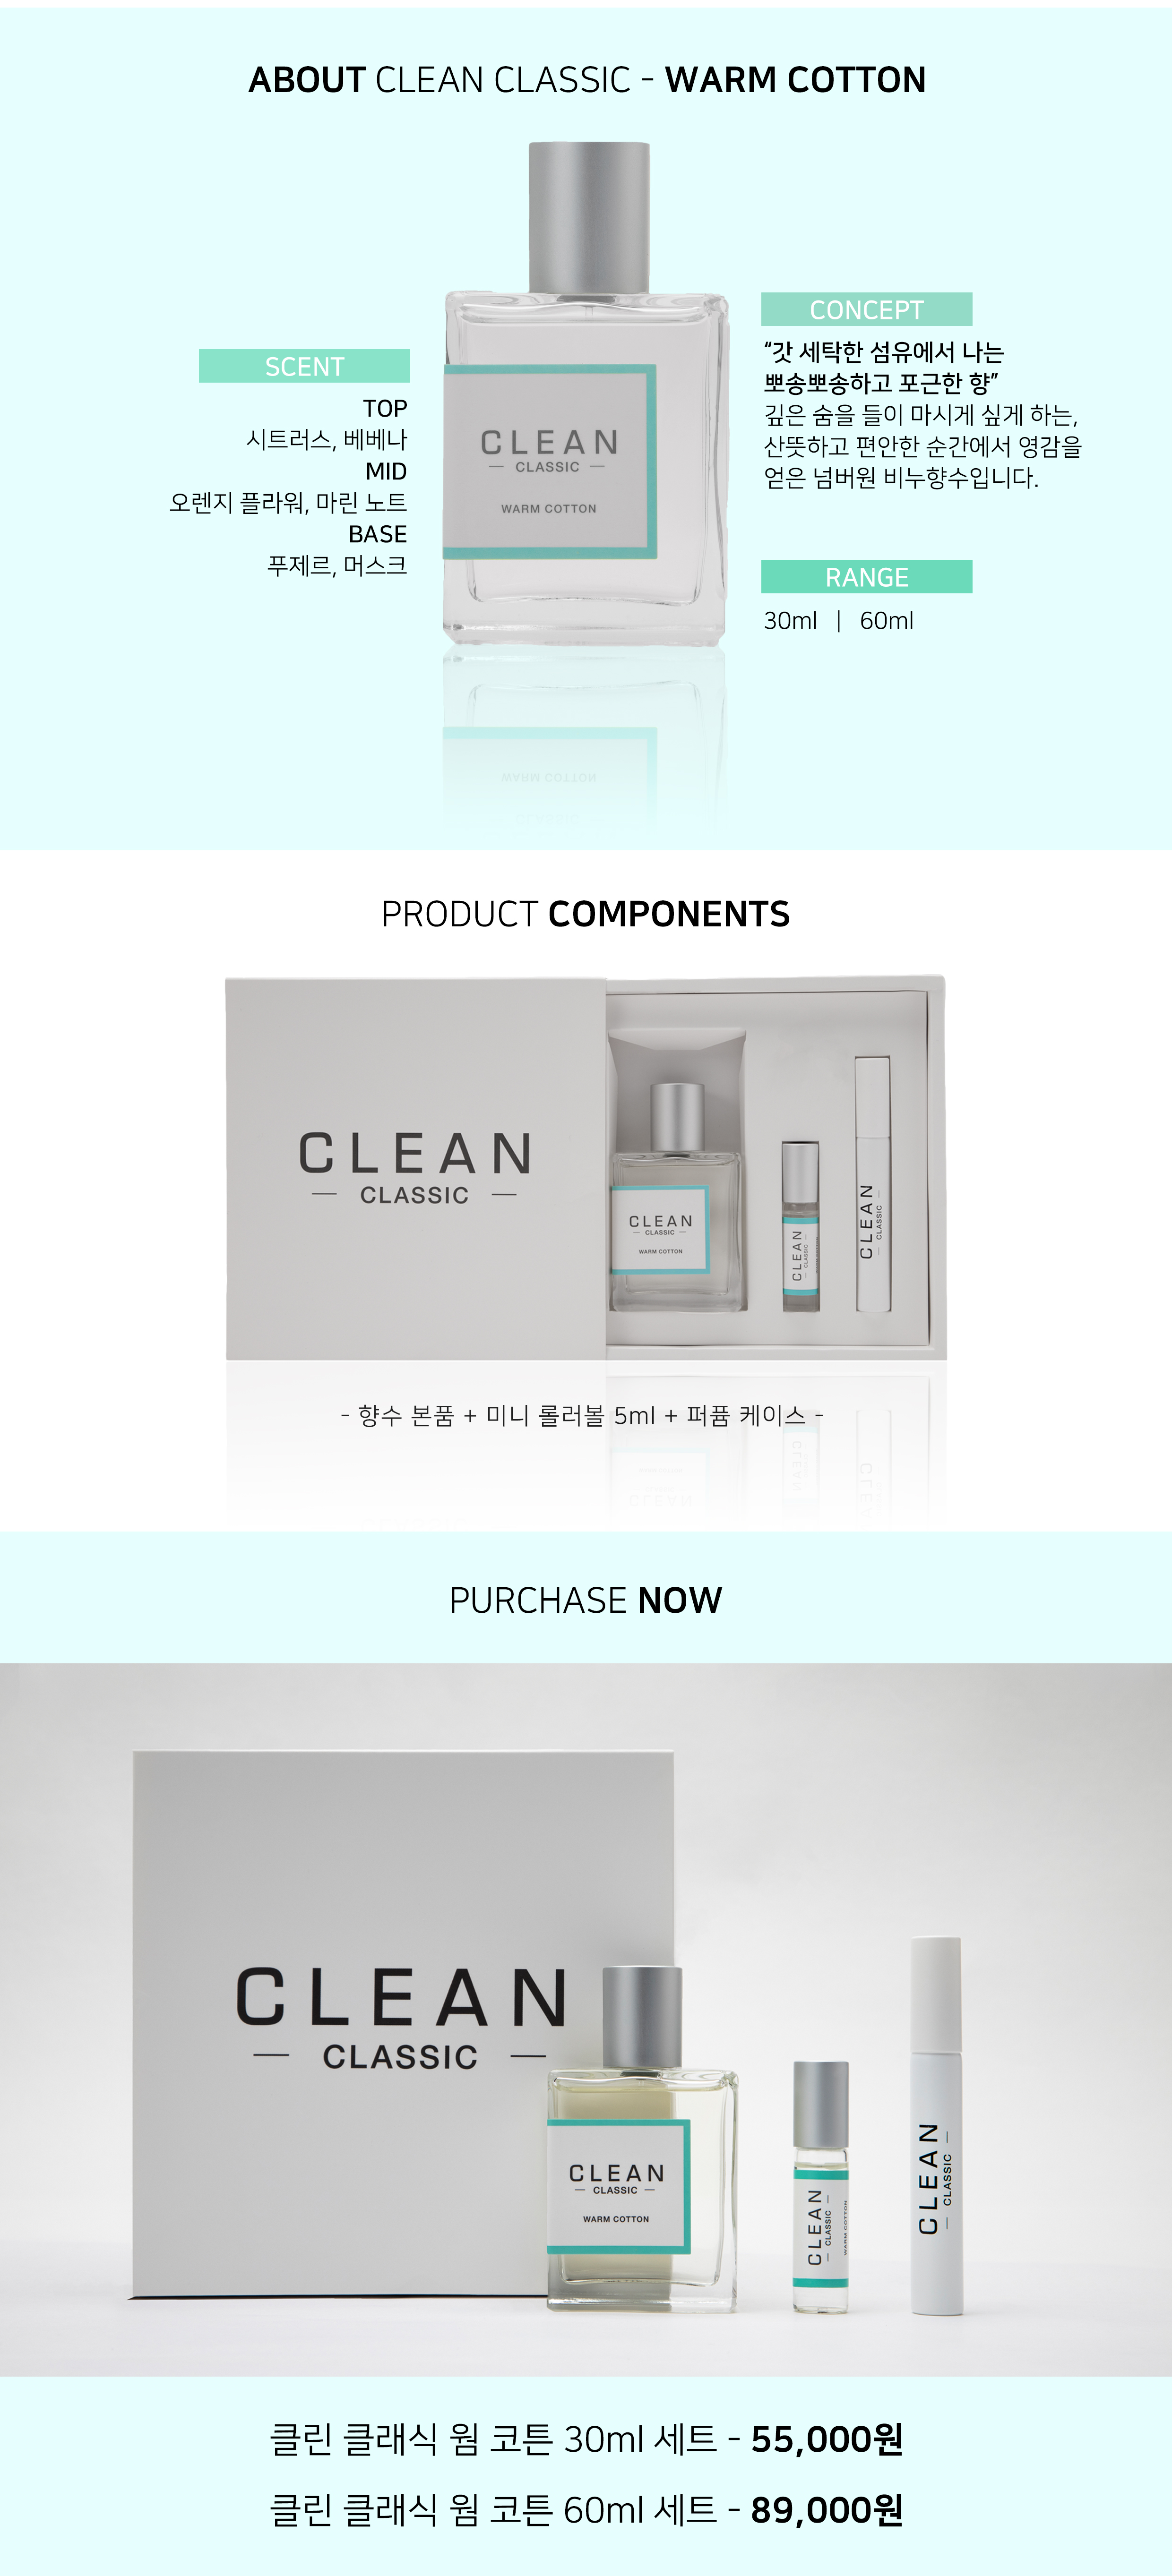 ABOUT CLEAN CLASSIC - WARM COTTON
SCENT
TOP
시트러스, 베베나
MID
오렌지 플라워, 마린 노트
BASE
푸제르, 머스크
CLEAN
CLASSIC
WARM COTTON
CONCEPT
“갓 세탁한 섬유에서 나는
뽀송뽀송하고 포근한 향”
깊은 숨을 들이 마시게 싶게 하는,
산뜻하고 편안한 순간에서 영감을
얻은 넘버원 비누향수입니다.
RANGE
30ml | 60ml
WARM COTTON
CLASSIC
PRODUCT COMPONENTS
CLEAN
CLASSIC
CLEAN
CLASSIC
WARM COTTON
CLEAN
CLASSIC
WARM COTTON
CLEAN
CLASSIC
- 향수 본품 + 미니 롤러볼 5ml + 퍼퓸 케이스 -
PURCHASE NOW
CLEAN
CLASSIC
CLEAN
CLASSIC
WARM COTTON
CLEAN
CLASSIC
WARM COTTON
CLEAN
CLASSIC
클린 클래식 웜 코튼 30ml 세트 - 55,000원
클린 클래식 웜 코튼 60ml 세트 - 89,000원